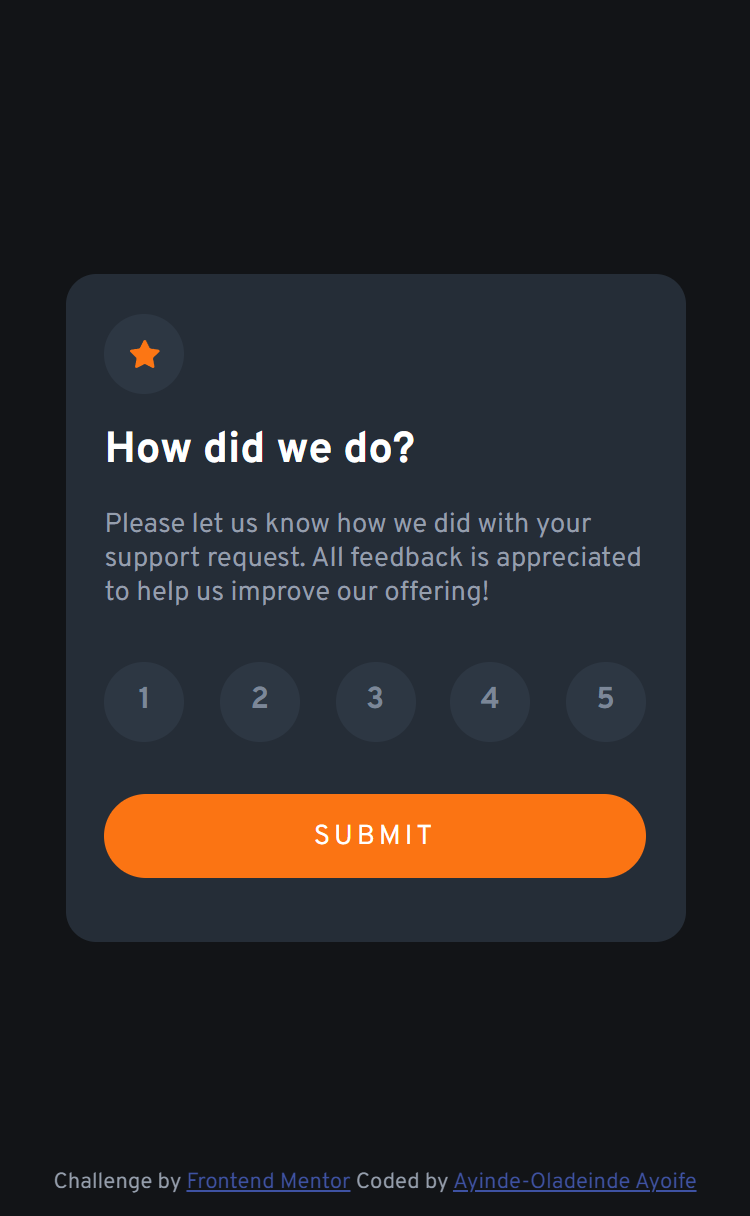 How did we do?
Please let us know how we did with your
support request. All feedback is appreciated
to help us improve our offering!
1 2 3 4 5
SUBMIT
Challenge by Frontend Mentor Coded by Ayinde-Oladeinde Ayoife